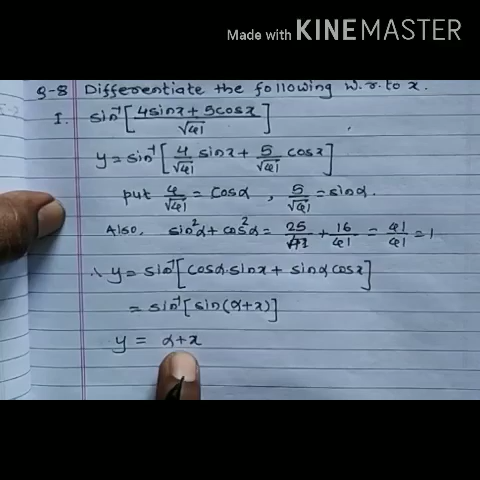 Made with KINEMASTER
Q-8 Differentiate the following w.r.to x.
I. sin⁻¹[(4sinx + 5cosx)/√41]
y = sin⁻¹[4/√41 sinx + 5/√41 cosx]
put 4/√41 = cosα, 5/√41 = sinα.
Also, sin²α + cos²α = 25/41 + 16/41 = 41/41 = 1
∴ y = sin⁻¹[cosα.sinx + sinα cosx]
= sin⁻¹[sin(α+x)]
y = α+x